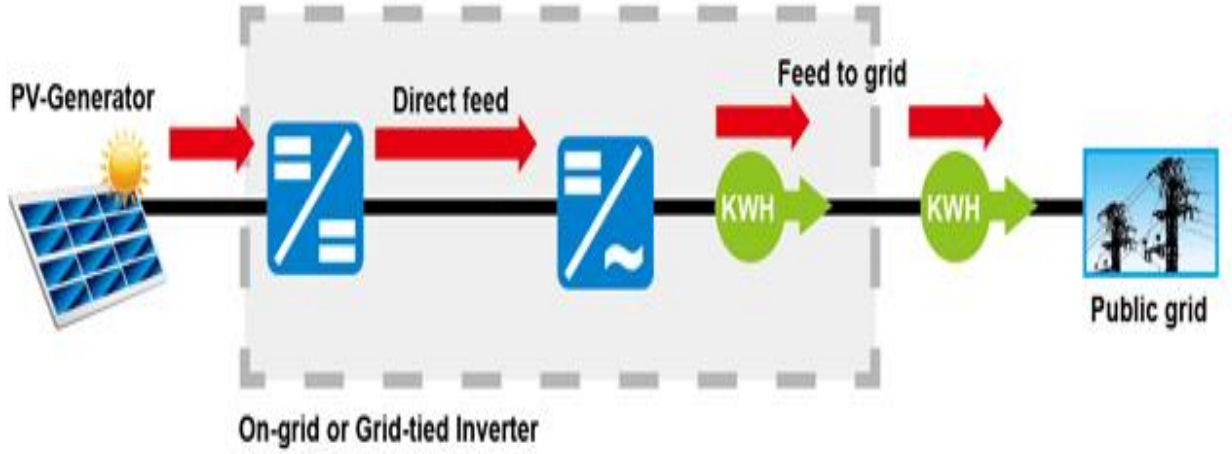 PV-Generator
Direct feed
Feed to grid
KWH
KWH
Public grid
On-grid or Grid-tied Inverter